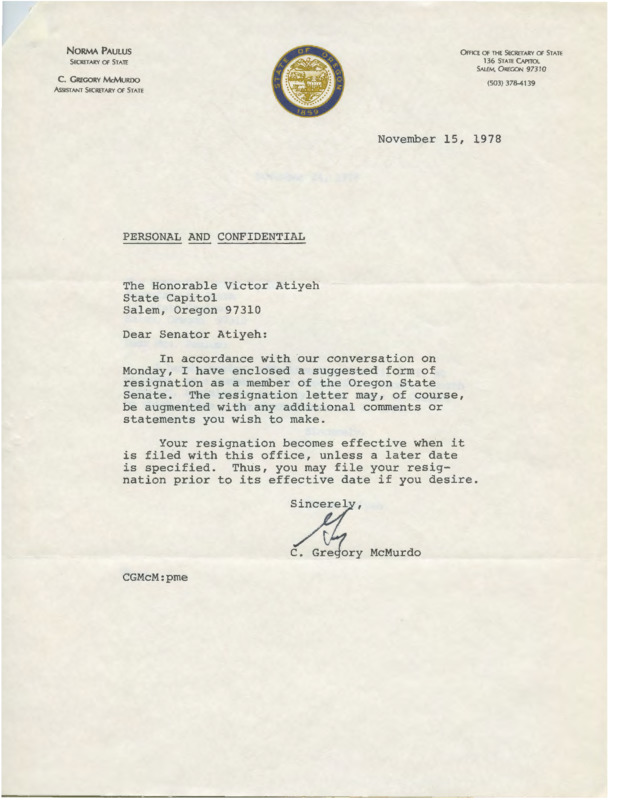 NORMA PAULUS
SECRETARY OF STATE
C. GREGORY MCMURDO
ASSISTANT SECRETARY OF STATE
STATE OF OREGON
1859
OFFICE OF THE SECRETARY OF STATE
136 STATE CAPITOL
SALEM, OREGON 97310
(503) 378-4139
November 15, 1978
PERSONAL AND CONFIDENTIAL
The Honorable Victor Atiyeh
State Capitol
Salem, Oregon 97310
Dear Senator Atiyeh:
In accordance with our conversation on
Monday, I have enclosed a suggested form of
resignation as a member of the Oregon State
Senate. The resignation letter may, of course,
be augmented with any additional comments or
statements you wish to make.
Your resignation becomes effective when it
is filed with this office, unless a later date
is specified. Thus, you may file your resig-
nation prior to its effective date if you desire.
Sincerely,
C. Gregory McMurdo
CGMcM:pme